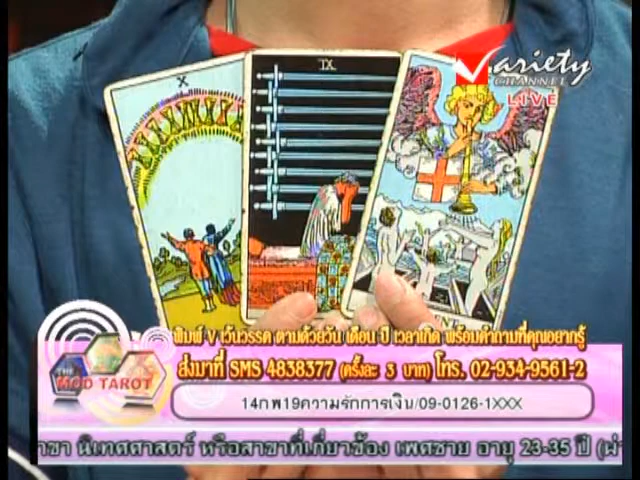 Variety
CHANNEL
LIVE
X
IX
พิมพ์ V เว้นวรรค ตามด้วยวัน เดือน ปี เวลาเกิด พร้อมคำถามที่คุณอยากรู้
ส่งมาที่ SMS 4838377 (ครั้งละ 3 บาท) โทร. 02-934-9561-2
THE
MOD TAROT
14กพ19ความรักการเงิน/09-0126-1XXX
าขา นิเทศศาสตร์ หรือสาขาที่เกี่ยวข้อง เพศชาย อายุ 23-35 ปี (ผ่า